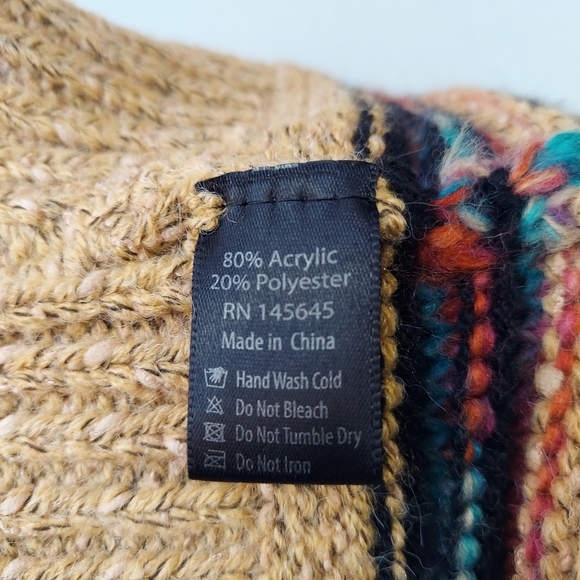 80% Acrylic
20% Polyester
RN 145645
Made in China
Hand Wash Cold
Do Not Bleach
Do Not Tumble Dry
Do Not Iron